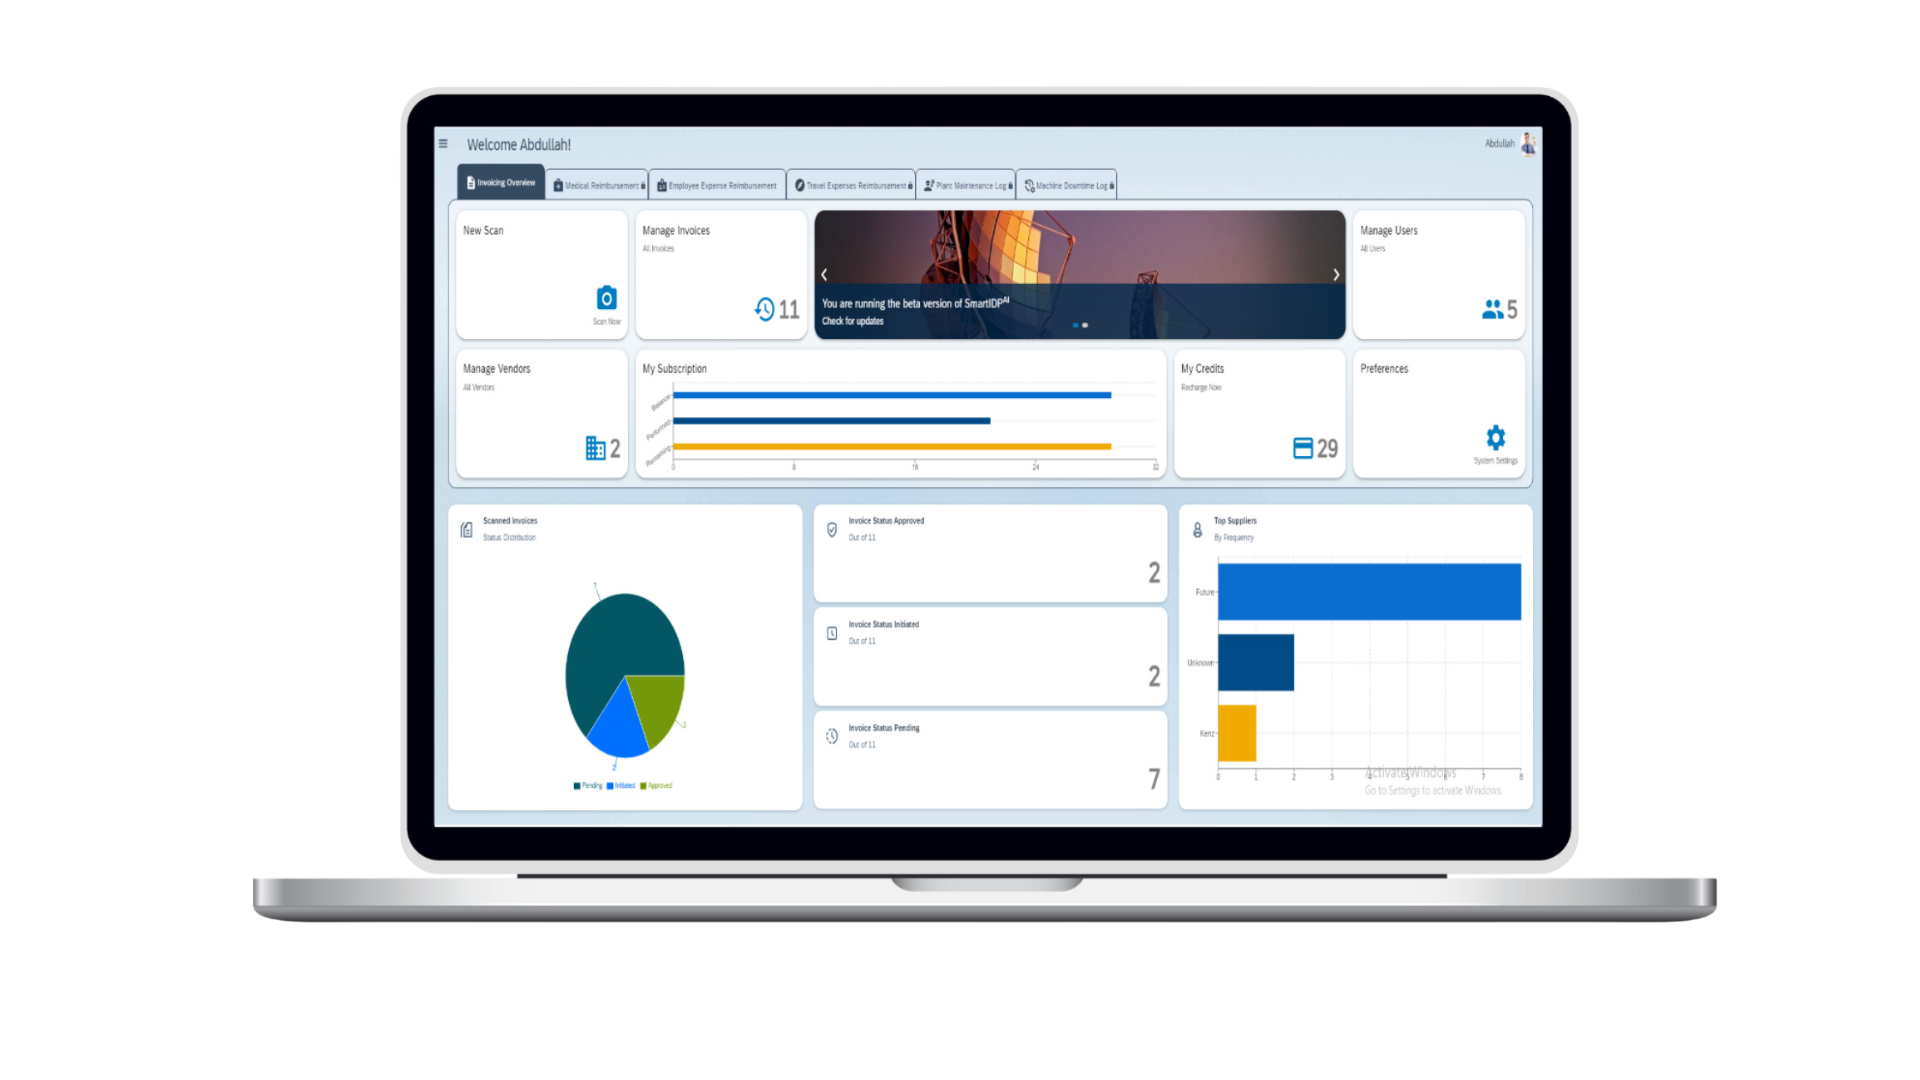 Welcome Abdullah!
Abdullah
Invoicing Overview
Medical Reimbursement
Employee Expense Reimbursement
Travel Expenses Reimbursement
Plant Maintenance Log
Machine Downtime Log
New Scan
Scan Now
Manage Invoices
All Invoices
11
You are running the beta version of SmartIDPAI
Check for updates
Manage Users
All Users
5
Manage Vendors
All Vendors
2
My Subscription
Balance
Performed
Remaining
0 8 16 24 32
My Credits
Recharge Now
29
Preferences
System Settings
Scanned Invoices
Status Distribution
7
2
2
Pending Initiated Approved
Invoice Status Approved
Out of 11
2
Invoice Status Initiated
Out of 11
2
Invoice Status Pending
Out of 11
7
Top Suppliers
By Frequency
Future
Unknown
Kenz
0 1 2 3 4 5 6 7 8
Activate Windows
Go to Settings to activate Windows.